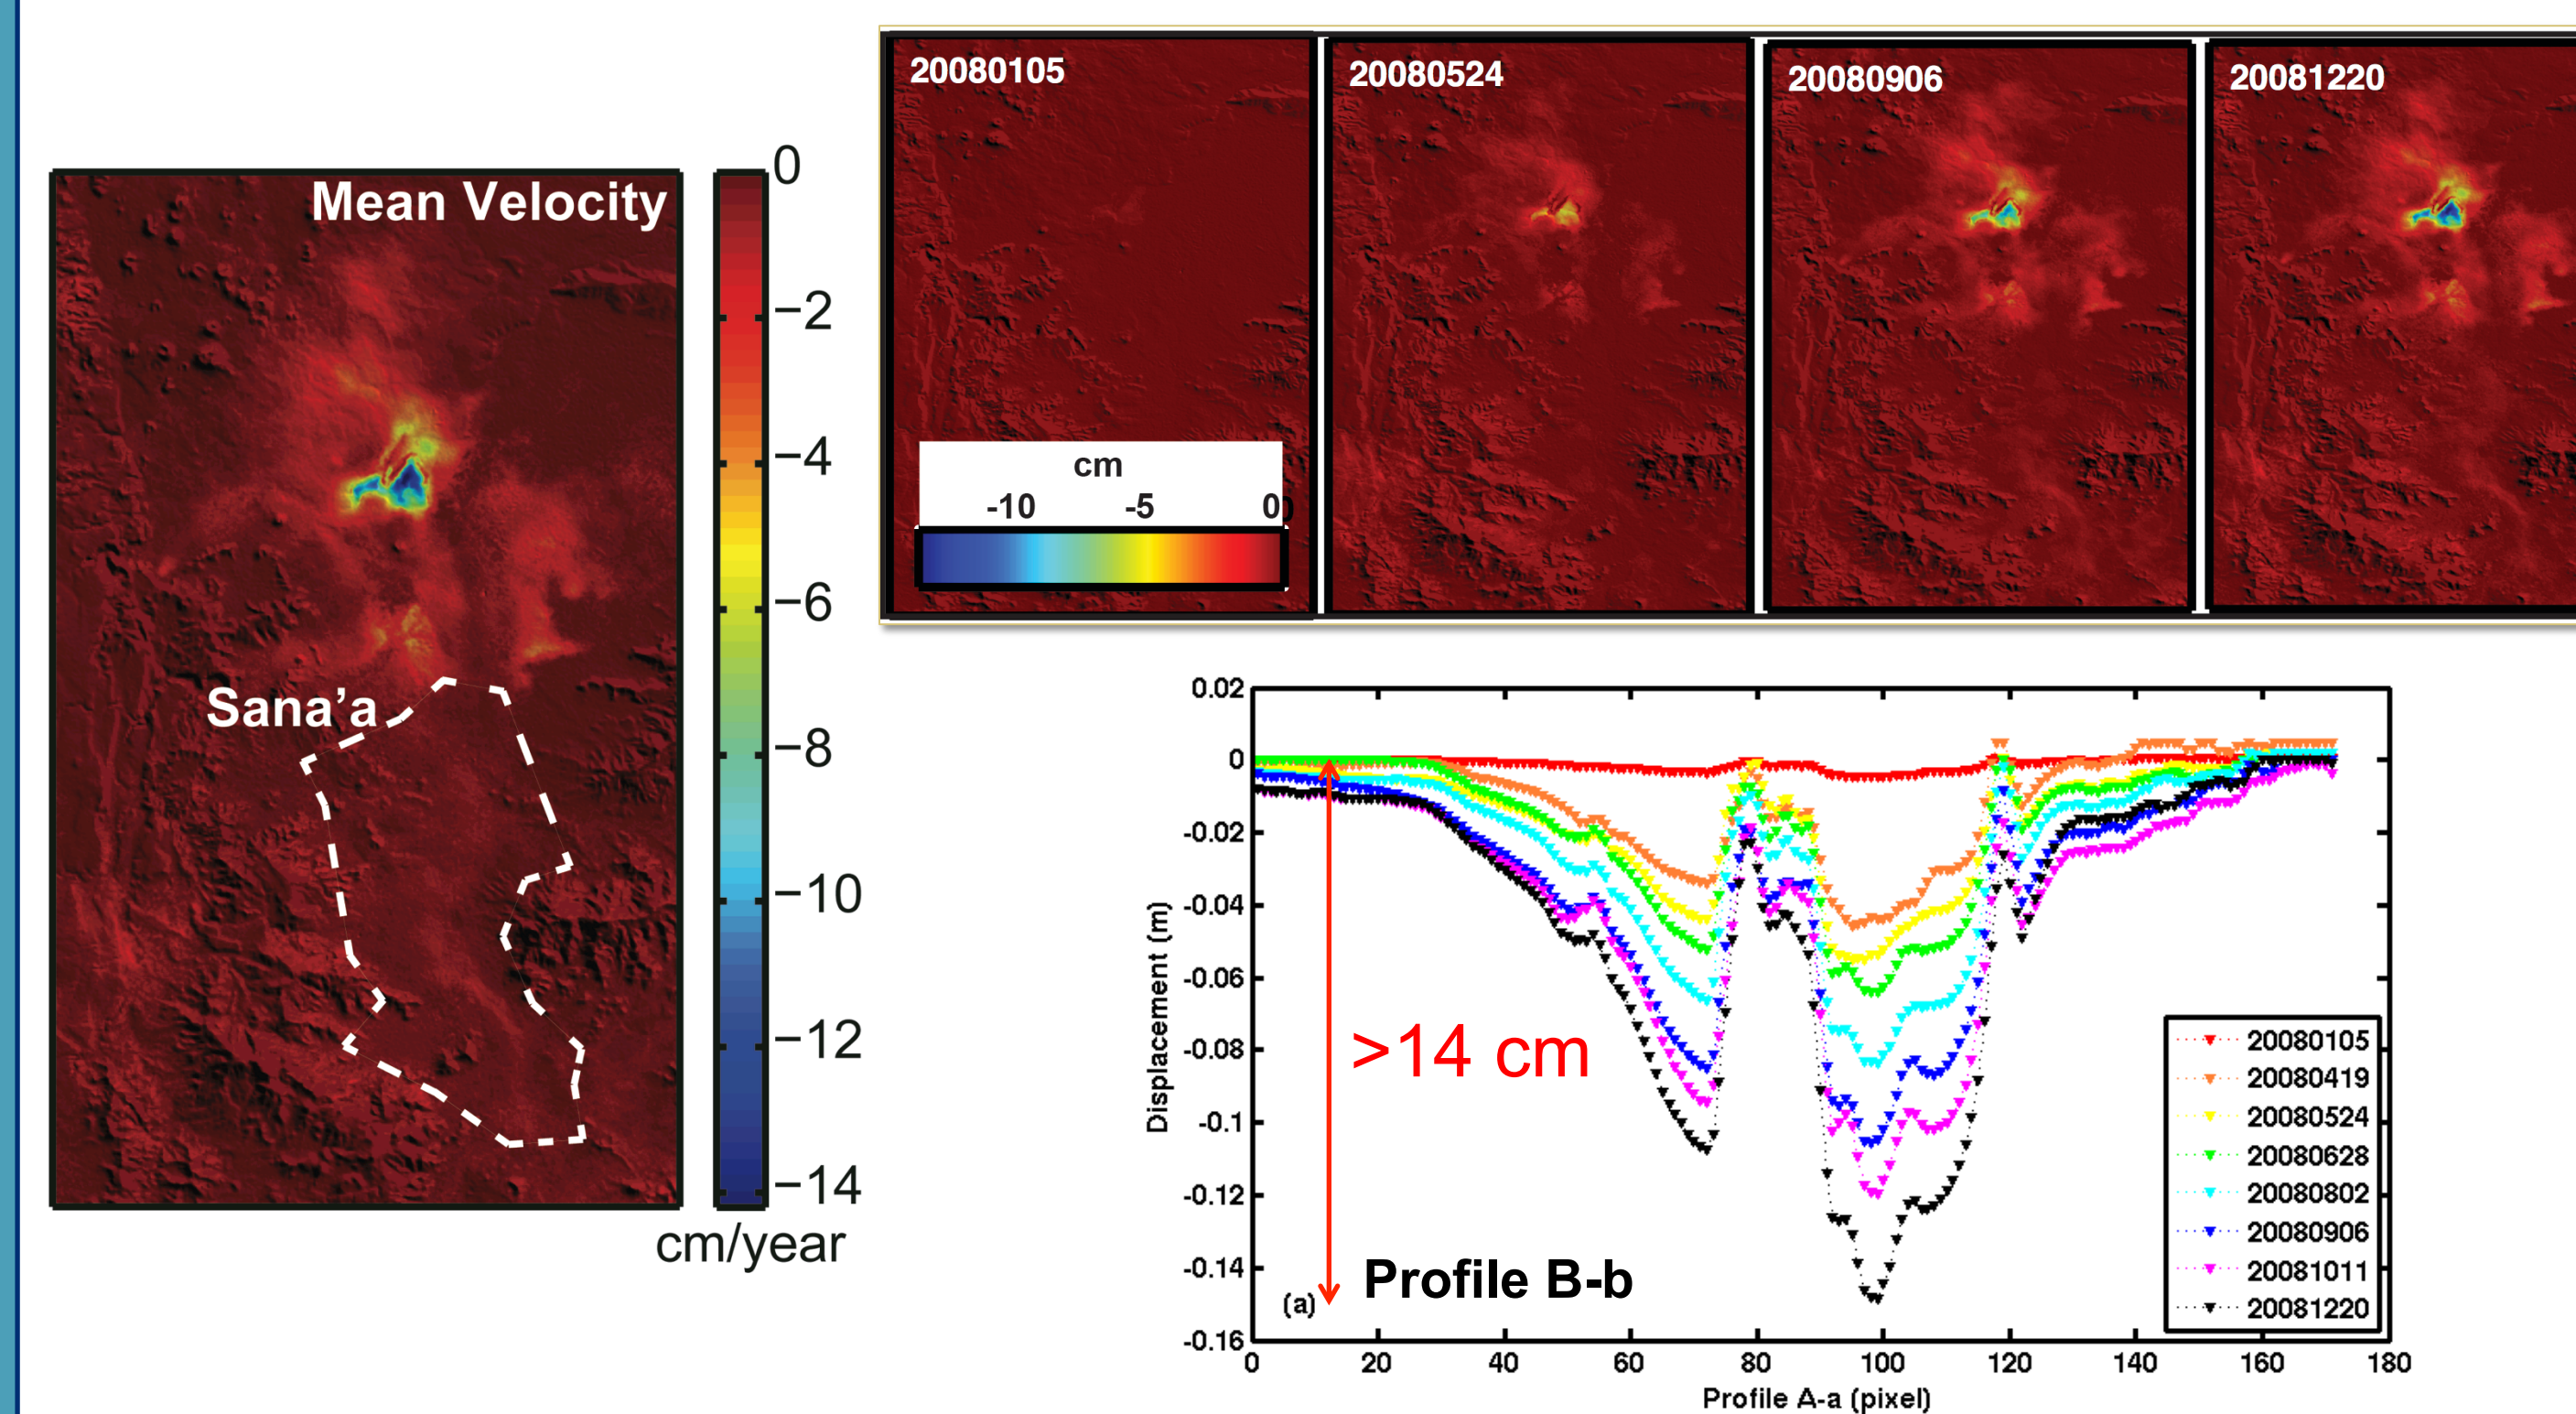 20080105
20080524
20080906
20081220
Mean Velocity
0
−2
−4
−6
−8
−10
−12
−14
cm/year
Sana’a
cm
-10 -5 0
0.02
0
-0.02
-0.04
-0.06
-0.08
-0.1
-0.12
-0.14
-0.16
Displacement (m)
>14 cm
Profile B-b
(a)
20080105
20080419
20080524
20080628
20080802
20080906
20081011
20081220
0 20 40 60 80 100 120 140 160 180
Profile A-a (pixel)